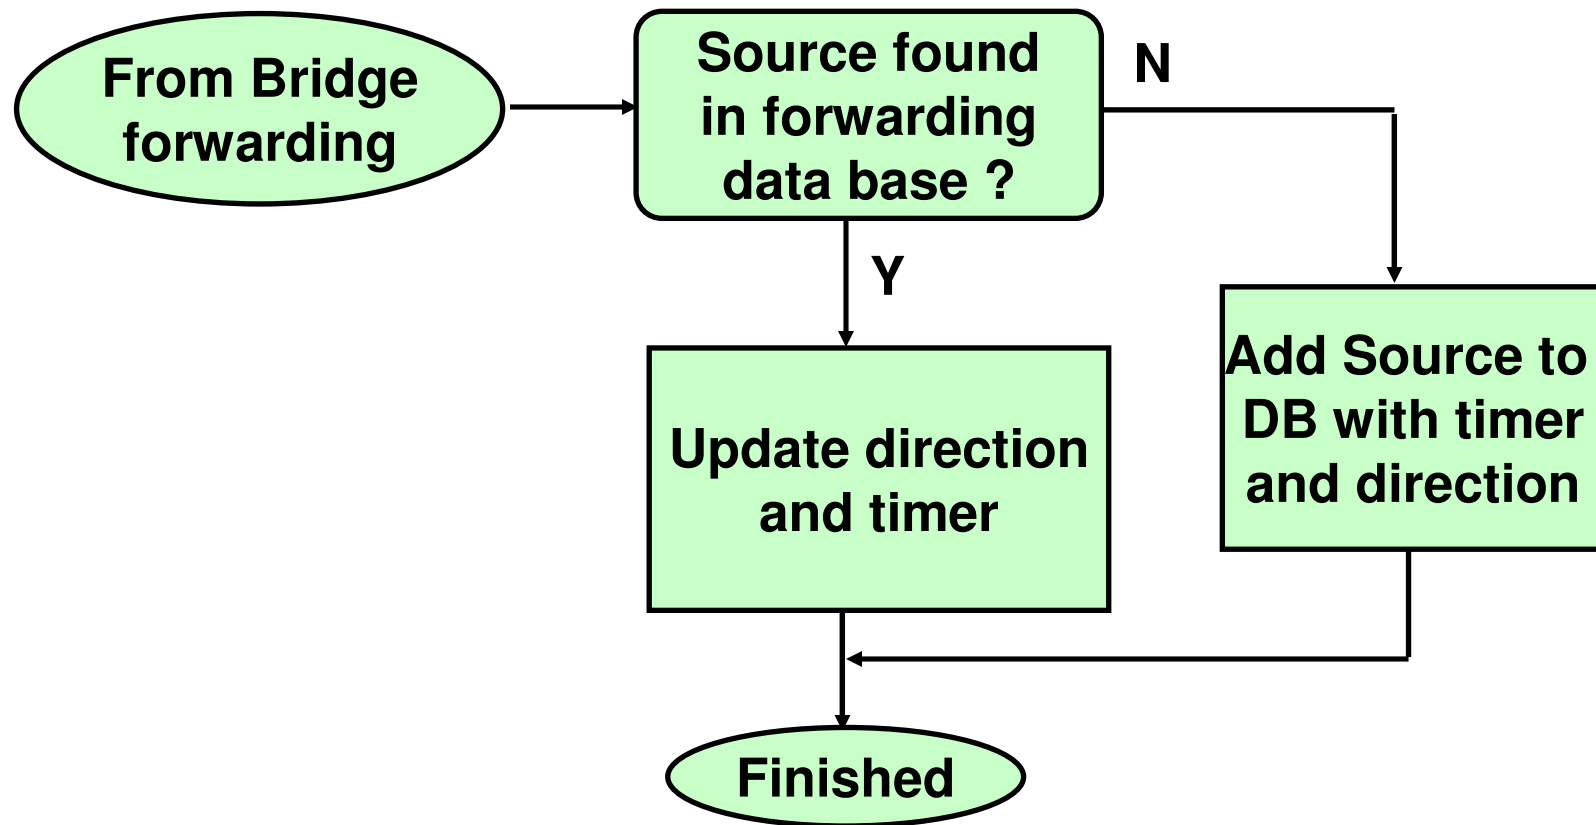 From Bridge
forwarding
Source found
in forwarding
data base ?
N
Y
Update direction
and timer
Add Source to
DB with timer
and direction
Finished